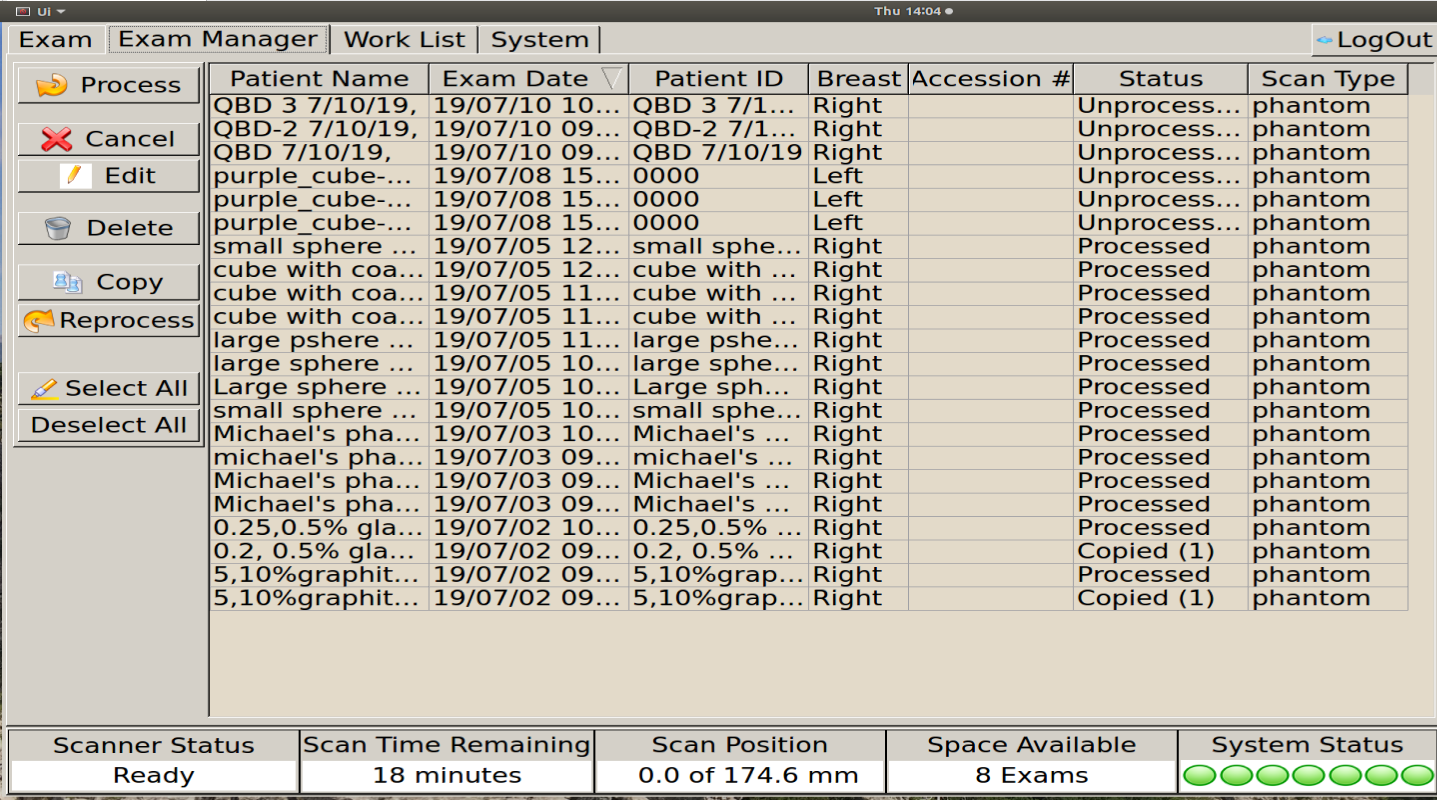 Ui
Thu 14:04
Exam Exam Manager Work List System LogOut
Process
Cancel
Edit
Delete
Copy
Reprocess
Select All
Deselect All
Patient Name Exam Date Patient ID Breast Accession # Status Scan Type
QBD 3 7/10/19, 19/07/10 10... QBD 3 7/1... Right Unprocess... phantom
QBD-2 7/10/19, 19/07/10 09... QBD-2 7/1... Right Unprocess... phantom
QBD 7/10/19, 19/07/10 09... QBD 7/10/19 Right Unprocess... phantom
purple_cube-... 19/07/08 15... 0000 Left Unprocess... phantom
purple_cube-... 19/07/08 15... 0000 Left Unprocess... phantom
purple_cube-... 19/07/08 15... 0000 Left Unprocess... phantom
small sphere ... 19/07/05 12... small sphe... Right Processed phantom
cube with coa... 19/07/05 12... cube with ... Right Processed phantom
cube with coa... 19/07/05 11... cube with ... Right Processed phantom
cube with coa... 19/07/05 11... cube with ... Right Processed phantom
large pshere ... 19/07/05 11... large pshe... Right Processed phantom
large sphere ... 19/07/05 10... large sphe... Right Processed phantom
Large sphere ... 19/07/05 10... Large sph... Right Processed phantom
small sphere ... 19/07/05 10... small sphe... Right Processed phantom
Michael's pha... 19/07/03 10... Michael's ... Right Processed phantom
michael's pha... 19/07/03 09... michael's ... Right Processed phantom
Michael's pha... 19/07/03 09... Michael's ... Right Processed phantom
Michael's pha... 19/07/03 09... Michael's ... Right Processed phantom
0.25,0.5% gla... 19/07/02 10... 0.25,0.5% ... Right Processed phantom
0.2, 0.5% gla... 19/07/02 09... 0.2, 0.5% ... Right Copied (1) phantom
5,10%graphit... 19/07/02 09... 5,10%grap... Right Processed phantom
5,10%graphit... 19/07/02 09... 5,10%grap... Right Copied (1) phantom
Scanner Status Scan Time Remaining Scan Position Space Available System Status
Ready 18 minutes 0.0 of 174.6 mm 8 Exams